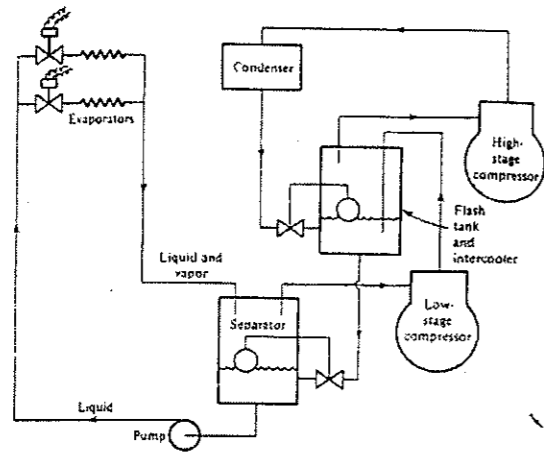 Condenser
Evaporators
High-
stage
compressor
Flash
tank
and
intercooler
Liquid and
vapor
Separator
Low-
stage
compressor
Liquid
Pump